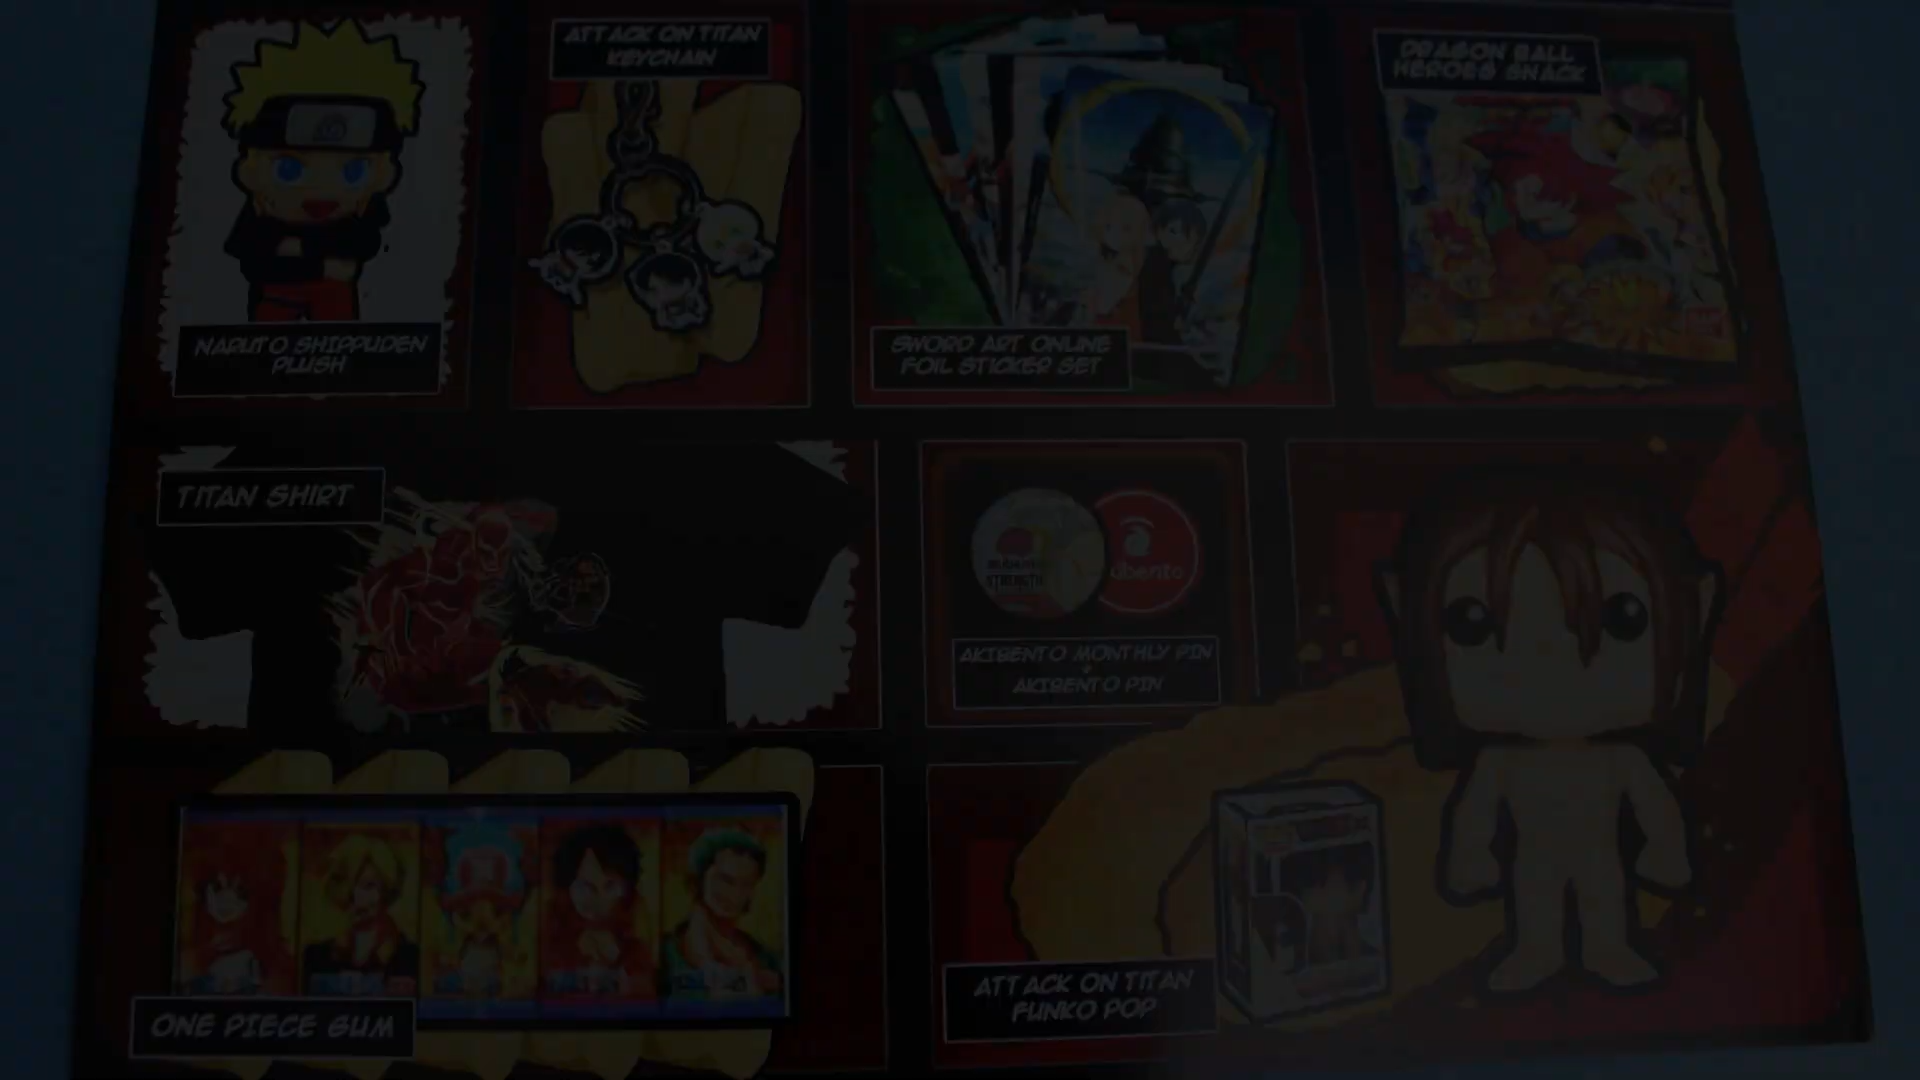 ATTACK ON TITAN
KEYCHAIN
DRAGON BALL
HEROES SNACK
NARUTO SHIPPUDEN
PLUSH
SWORD ART ONLINE
FOIL STICKER SET
TITAN SHIRT
STRENGTH
akibento
AKIBENTO MONTHLY PIN
+
AKIBENTO PIN
ATTACK ON TITAN
FUNKO POP
ONE PIECE GUM